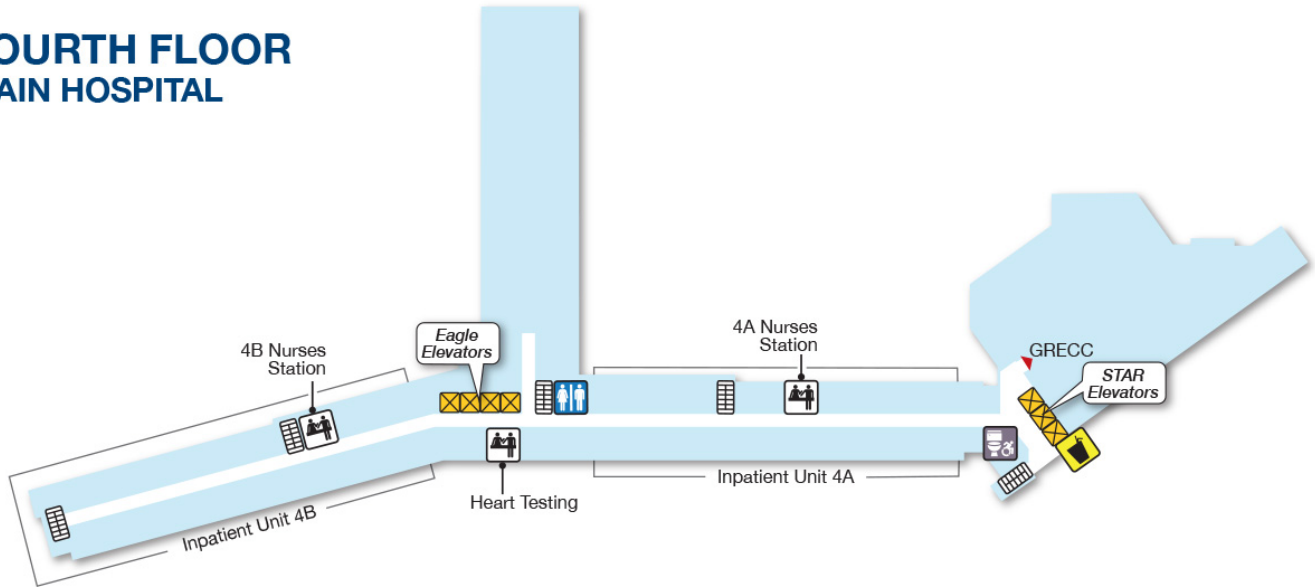 OURTH FLOOR
AIN HOSPITAL
4B Nurses
Station
Eagle
Elevators
4A Nurses
Station
GRECC
STAR
Elevators
Inpatient Unit 4A
Heart Testing
Inpatient Unit 4B